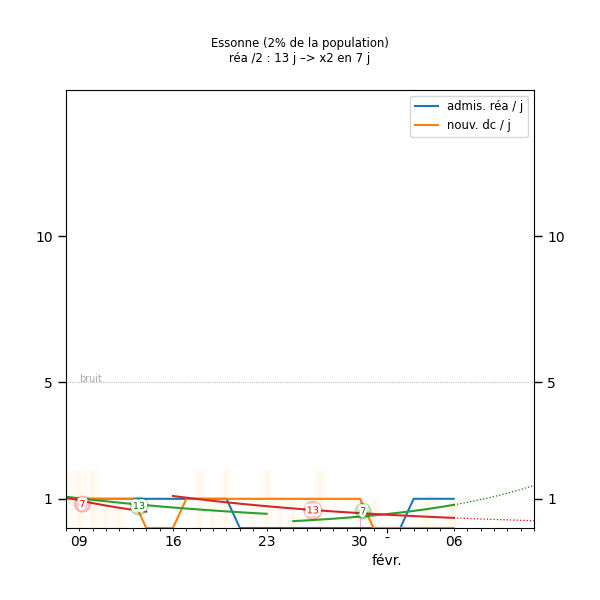 Essonne (2% de la population)
réa /2 : 13 j –> x2 en 7 j
admis. réa / j
nouv. dc / j
10
10
bruit
5
5
1
1
7
13
13
7
09
16
23
30
-
06
févr.